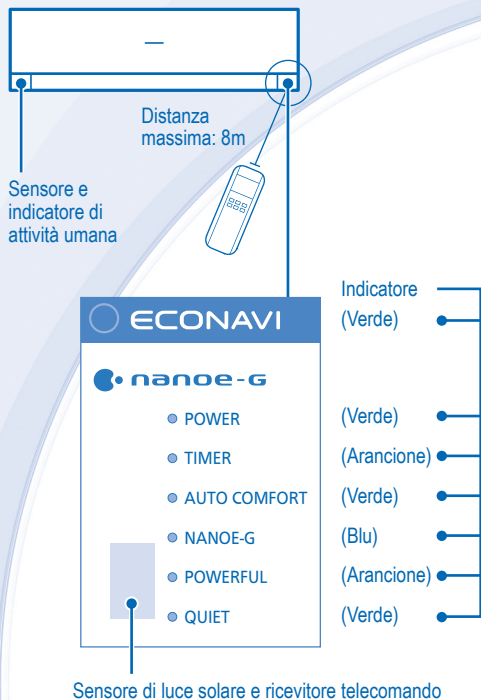 Distanza
massima: 8m
Sensore e
indicatore di
attività umana
Indicatore
ECONAVI (Verde)
nanoe-G
POWER (Verde)
TIMER (Arancione)
AUTO COMFORT (Verde)
NANOE-G (Blu)
POWERFUL (Arancione)
QUIET (Verde)
Sensore di luce solare e ricevitore telecomando